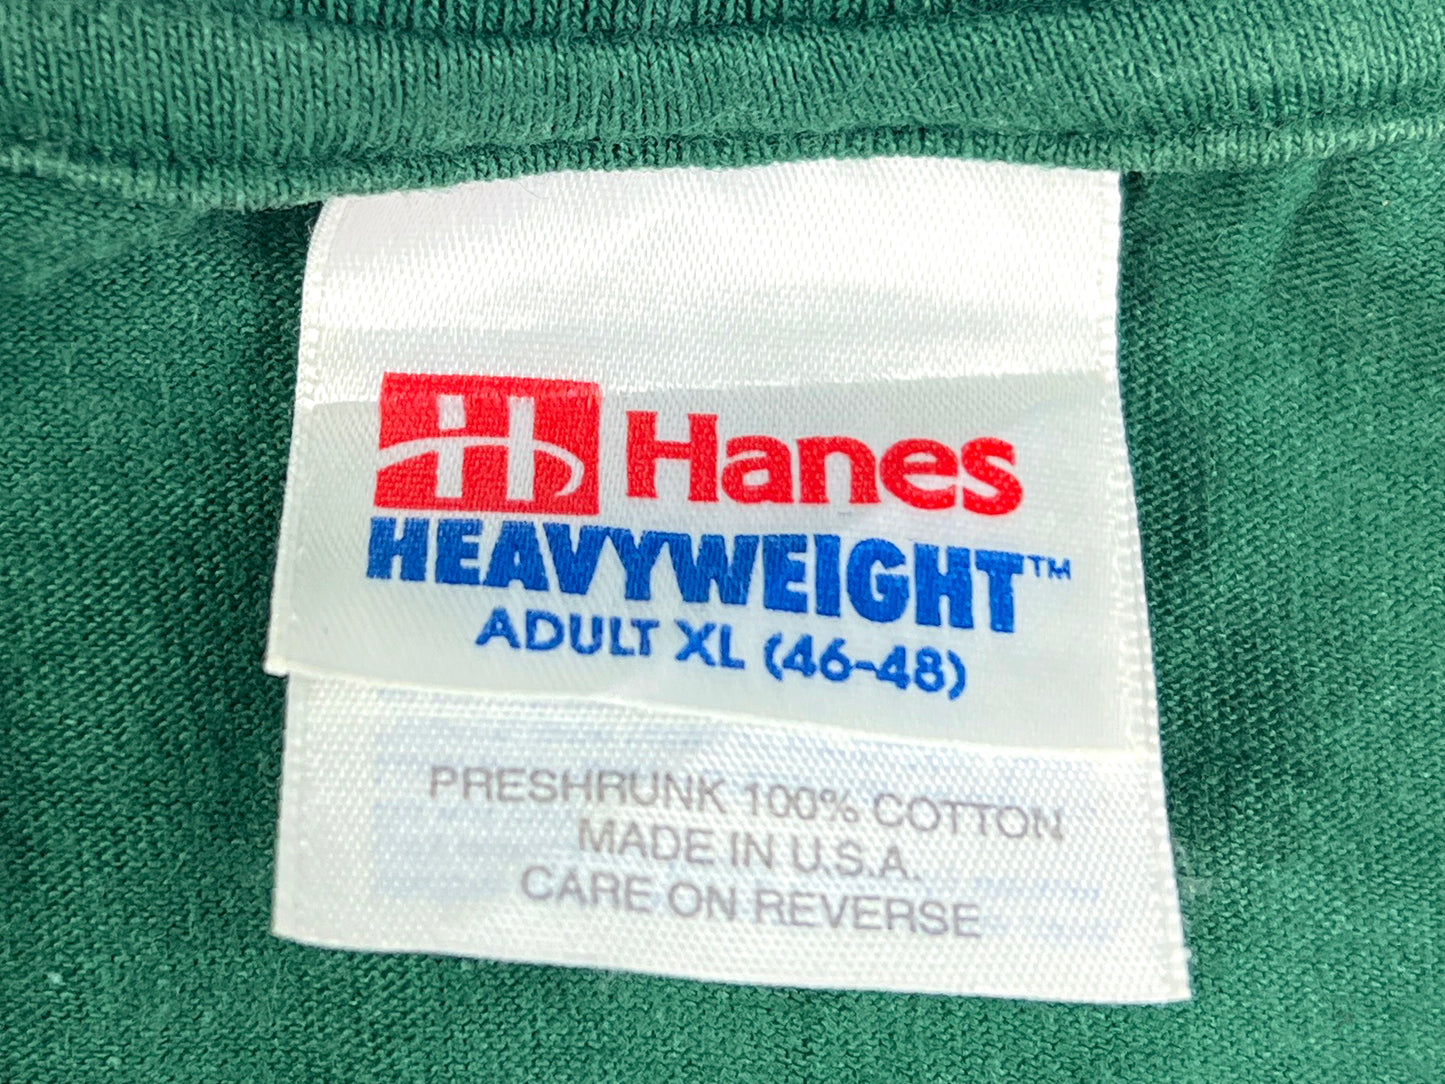 H Hanes
HEAVYWEIGHT™
ADULT XL (46-48)
PRESHRUNK 100% COTTON
MADE IN U.S.A.
CARE ON REVERSE